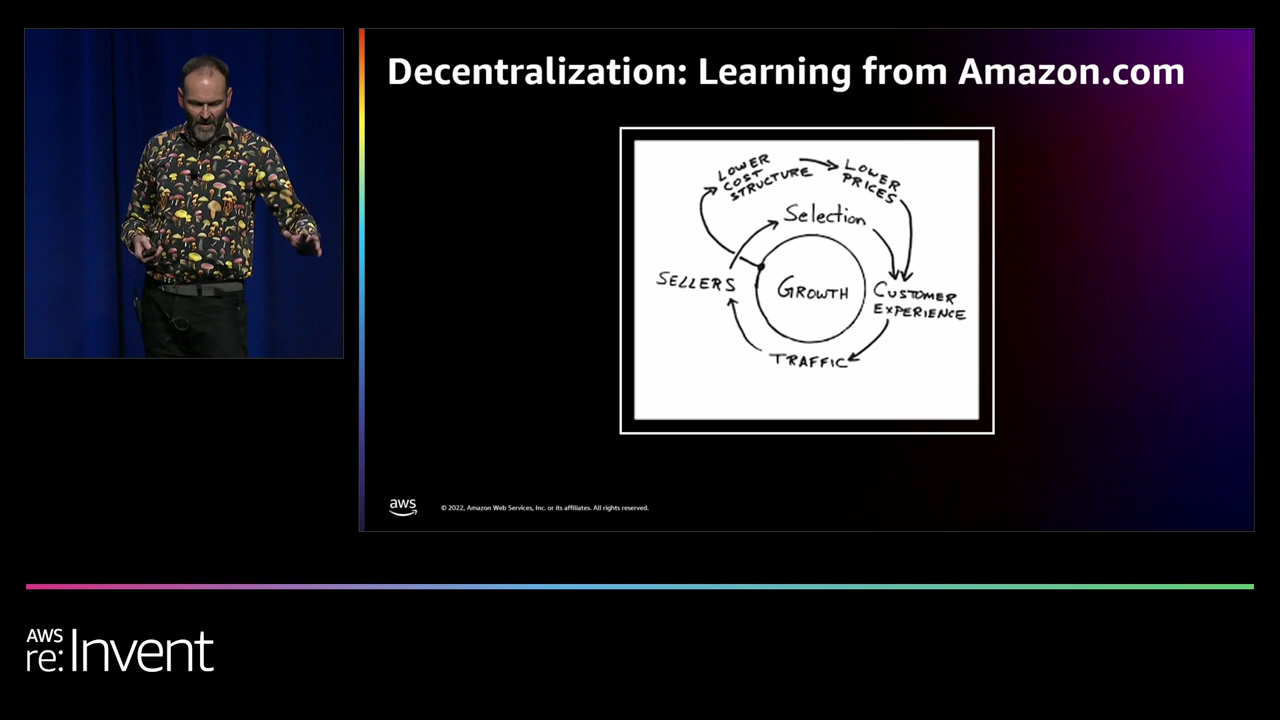 Decentralization: Learning from Amazon.com
LOWER
COST
STRUCTURE
LOWER
PRICES
Selection
SELLERS
GROWTH
CUSTOMER
EXPERIENCE
TRAFFIC
aws
© 2022, Amazon Web Services, Inc. or its affiliates. All rights reserved.
AWS
re:Invent